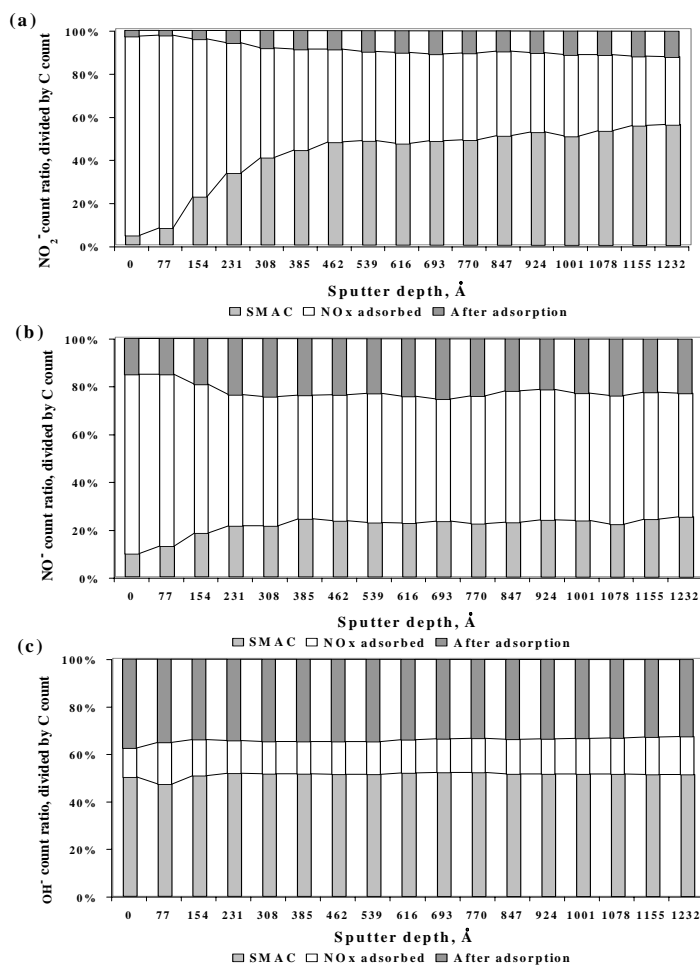 (a)
NO₂⁻ count ratio, divided by C count
100%
80%
60%
40%
20%
0%
0 77 154 231 308 385 462 539 616 693 770 847 924 1001 1078 1155 1232
Sputter depth, Å
SMAC NOx adsorbed After adsorption
(b)
NO⁻ count ratio, divided by C count
100%
80%
60%
40%
20%
0%
0 77 154 231 308 385 462 539 616 693 770 847 924 1001 1078 1155 1232
Sputter depth, Å
SMAC NOx adsorbed After adsorption
(c)
OH⁻ count ratio, divided by C count
100%
80%
60%
40%
20%
0%
0 77 154 231 308 385 462 539 616 693 770 847 924 1001 1078 1155 1232
Sputter depth, Å
SMAC NOx adsorbed After adsorption